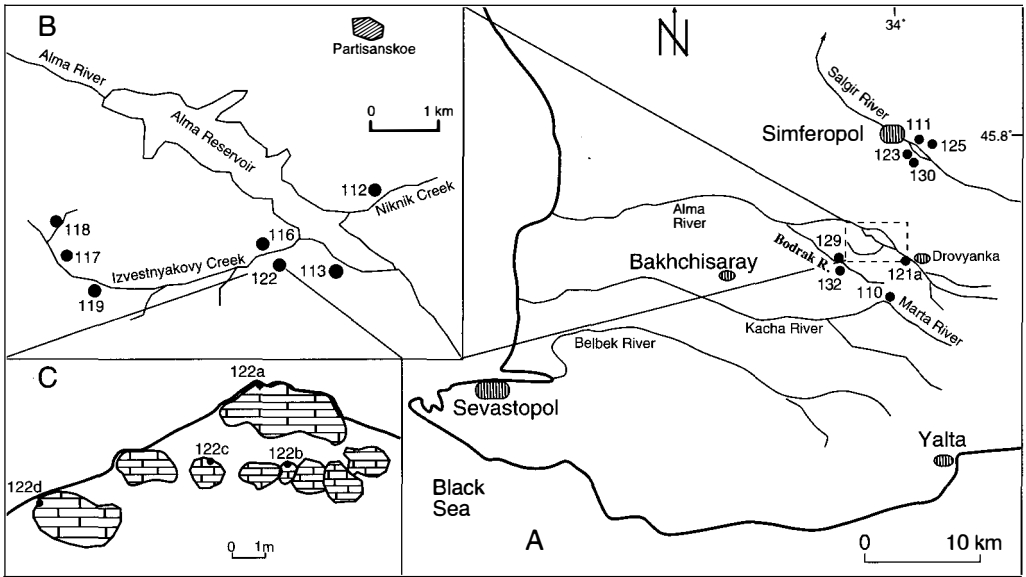 B
Partisanskoe
Alma River
0 1 km
Alma Reservoir
112
Niknik Creek
118
117
116
Izvestnyakovy Creek
122
113
119
N
34°
Salgir River
Simferopol
111
45.8°
125
123
130
Alma
River
129
Bodrak R.
Drovyanka
Bakhchisaray
132
121a
110
Marta River
Kacha River
Belbek River
Sevastopol
Yalta
Black
Sea
A
0 10 km
C
122a
122c
122b
122d
0 1m